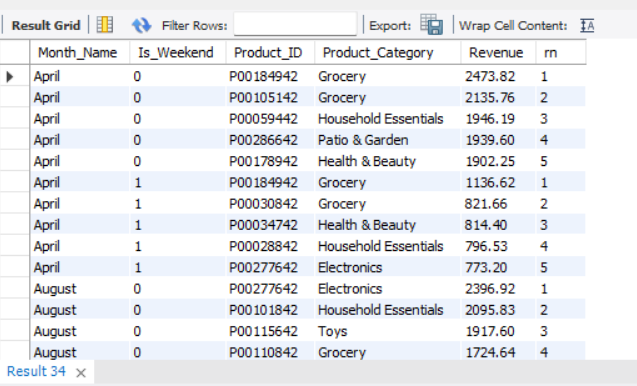 Result Grid Filter Rows: Export: Wrap Cell Content: IA
Month_Name Is_Weekend Product_ID Product_Category Revenue rn
April 0 P00184942 Grocery 2473.82 1
April 0 P00105142 Grocery 2135.76 2
April 0 P00059442 Household Essentials 1946.19 3
April 0 P00286642 Patio & Garden 1939.60 4
April 0 P00178942 Health & Beauty 1902.25 5
April 1 P00184942 Grocery 1136.62 1
April 1 P00030842 Grocery 821.66 2
April 1 P00034742 Health & Beauty 814.40 3
April 1 P00028842 Household Essentials 796.53 4
April 1 P00277642 Electronics 773.20 5
August 0 P00277642 Electronics 2396.92 1
August 0 P00101842 Household Essentials 2095.83 2
August 0 P00115642 Toys 1917.60 3
August 0 P00110842 Grocery 1724.64 4
Result 34 ×